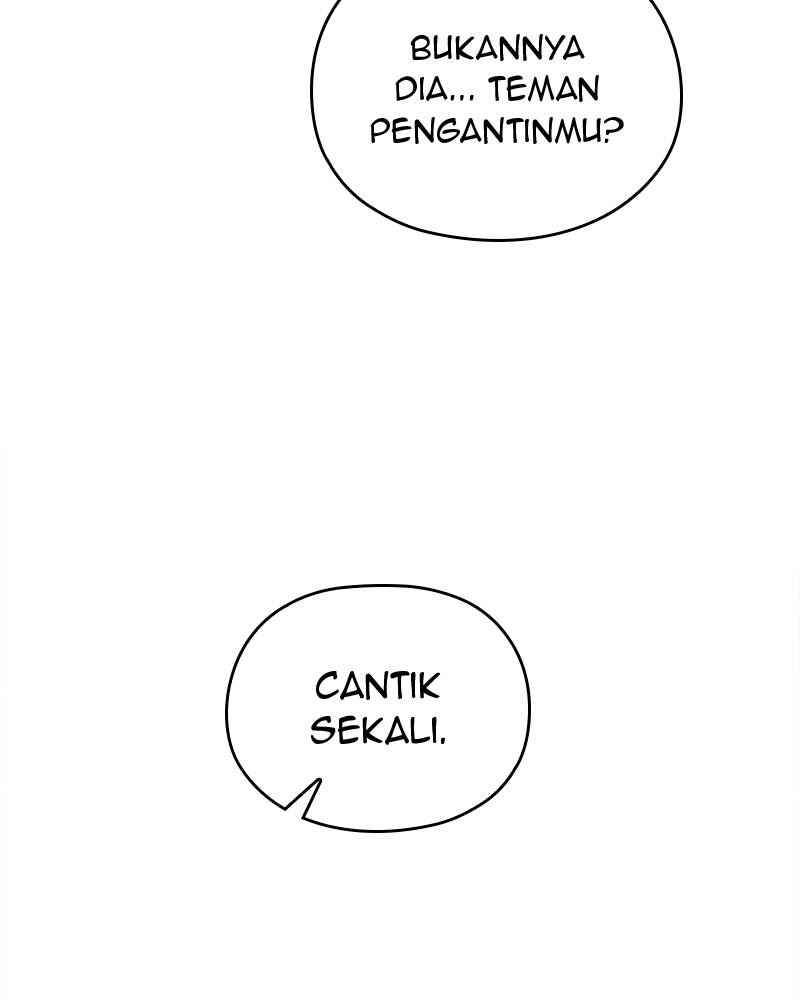 BUKANNYA
DIA... TEMAN
PENGANTINMU?
CANTIK
SEKALI.